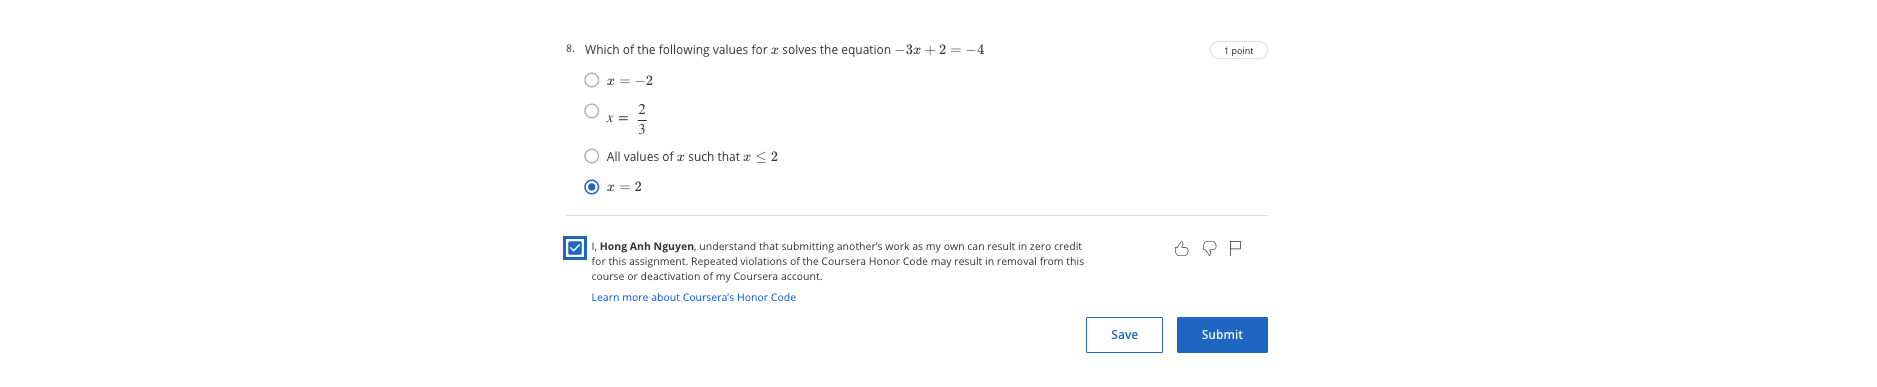 8. Which of the following values for x solves the equation −3x + 2 = −4
1 point
x = −2
x = 2/3
All values of x such that x ≤ 2
x = 2
I, Hong Anh Nguyen, understand that submitting another's work as my own can result in zero credit
for this assignment. Repeated violations of the Coursera Honor Code may result in removal from this
course or deactivation of my Coursera account.
Learn more about Coursera's Honor Code
Save
Submit